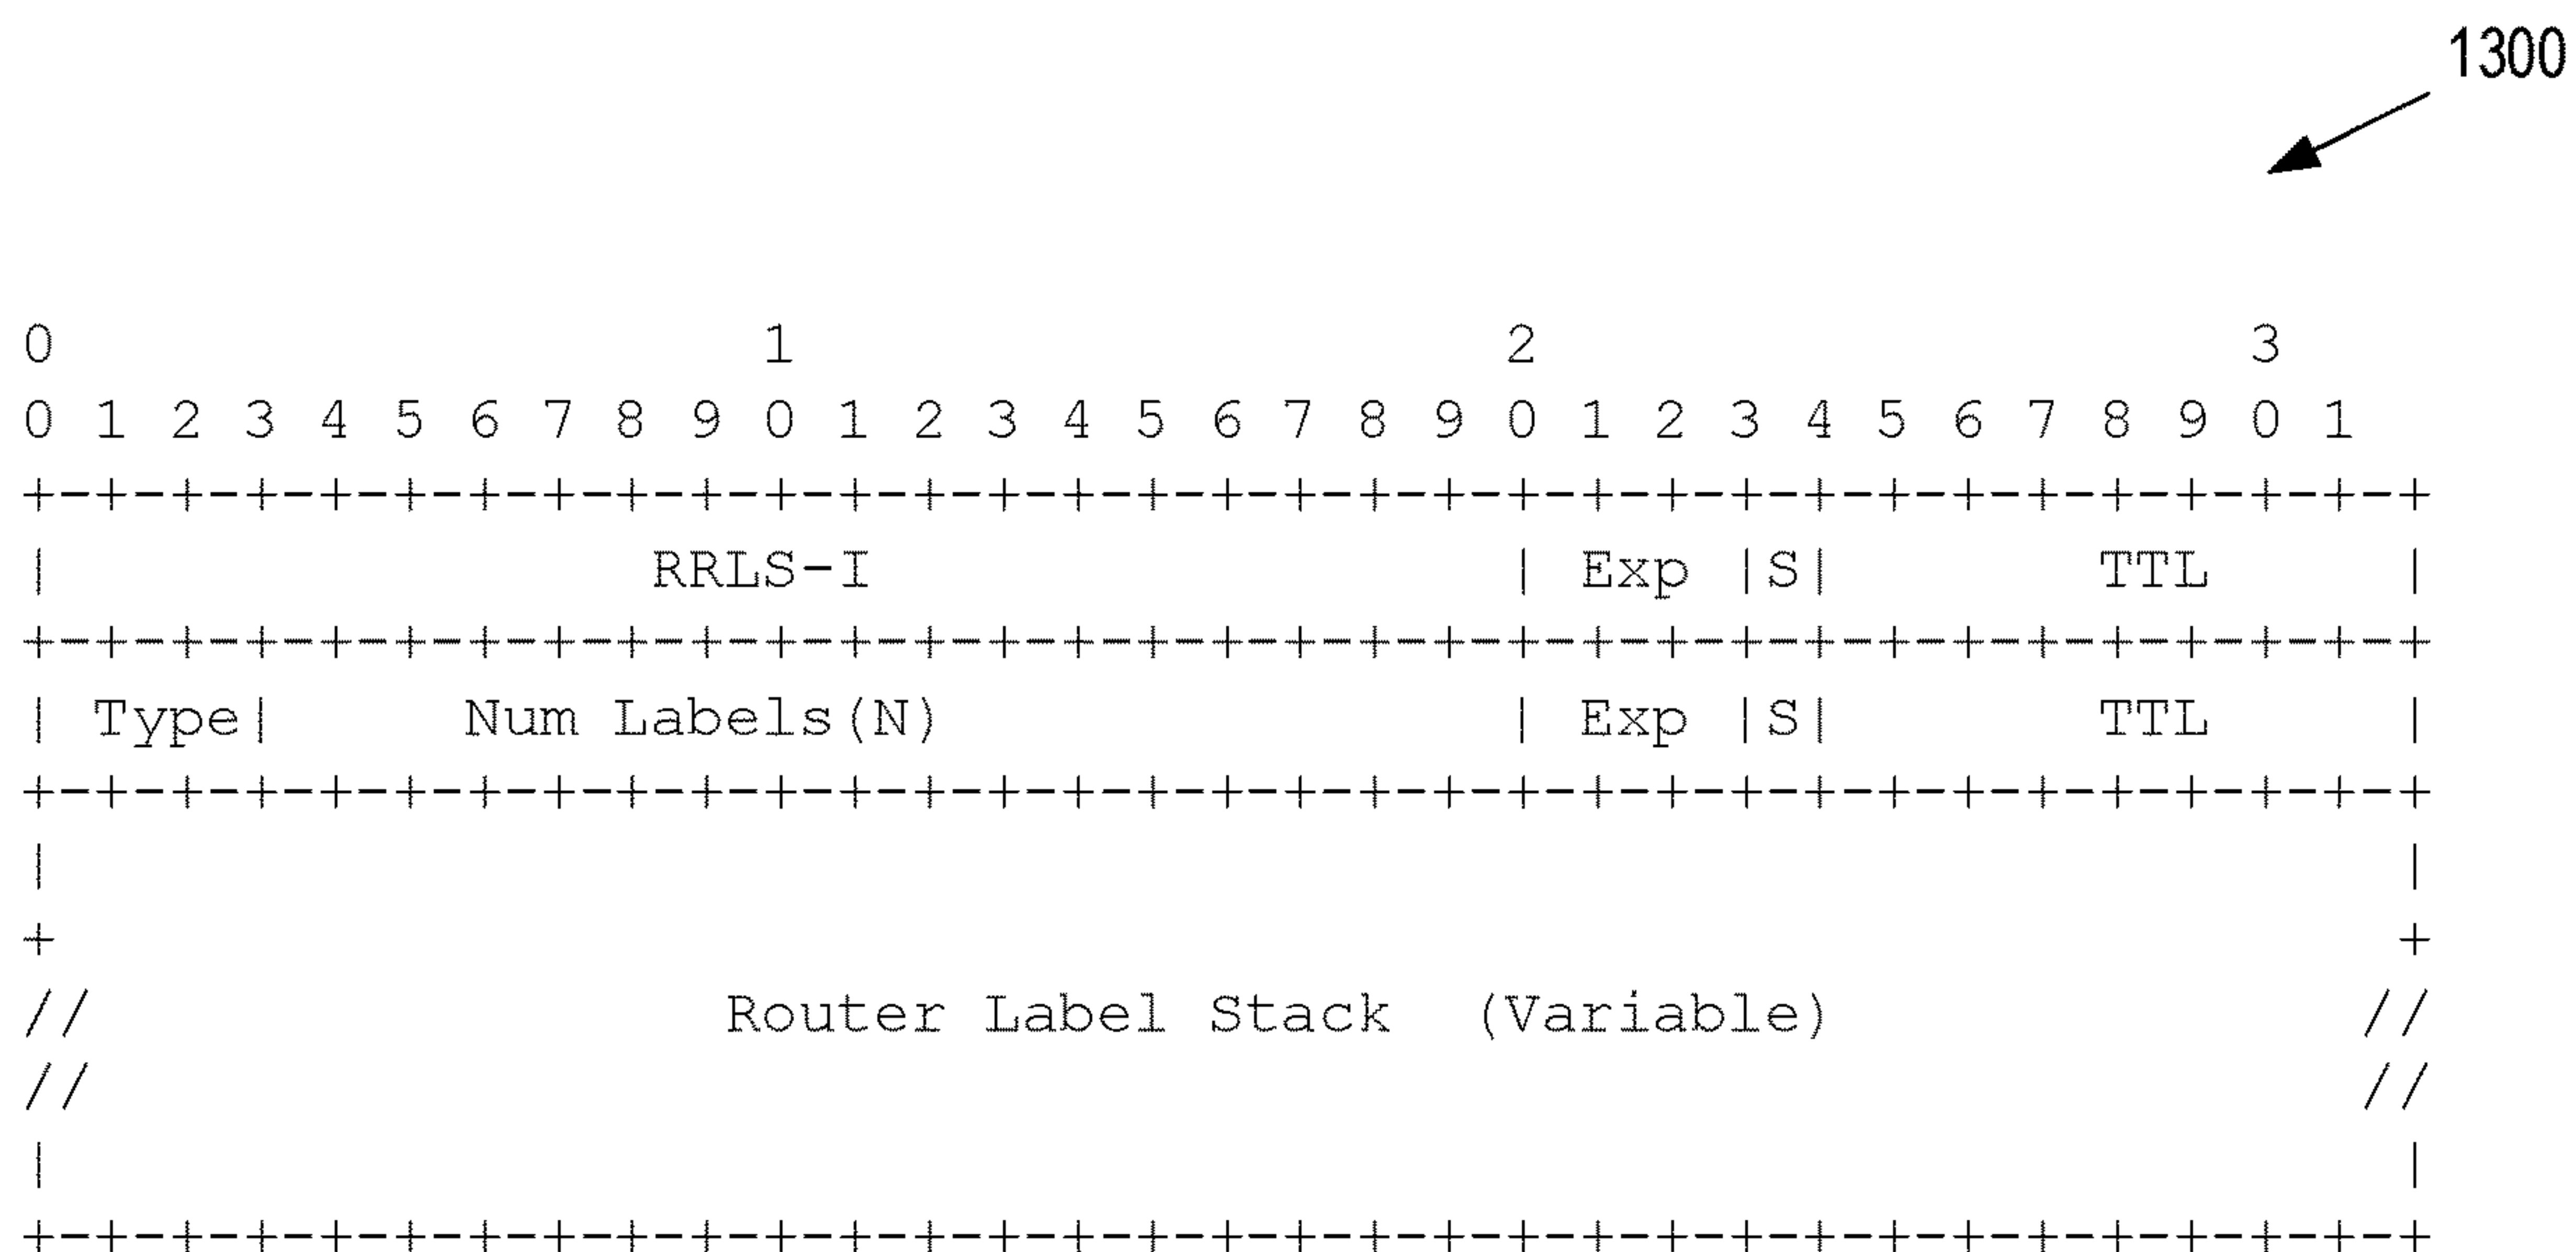 1300
0                   1                   2                   3
0 1 2 3 4 5 6 7 8 9 0 1 2 3 4 5 6 7 8 9 0 1 2 3 4 5 6 7 8 9 0 1
+-+-+-+-+-+-+-+-+-+-+-+-+-+-+-+-+-+-+-+-+-+-+-+-+-+-+-+-+-+-+-+-+
|                RRLS-I                 | Exp |S|       TTL     |
+-+-+-+-+-+-+-+-+-+-+-+-+-+-+-+-+-+-+-+-+-+-+-+-+-+-+-+-+-+-+-+-+
| Type|     Num Labels(N)               | Exp |S|       TTL     |
+-+-+-+-+-+-+-+-+-+-+-+-+-+-+-+-+-+-+-+-+-+-+-+-+-+-+-+-+-+-+-+-+
|                                                               |
+                                                               +
//                 Router Label Stack  (Variable)              //
//                                                             //
|                                                               |
+-+-+-+-+-+-+-+-+-+-+-+-+-+-+-+-+-+-+-+-+-+-+-+-+-+-+-+-+-+-+-+-+